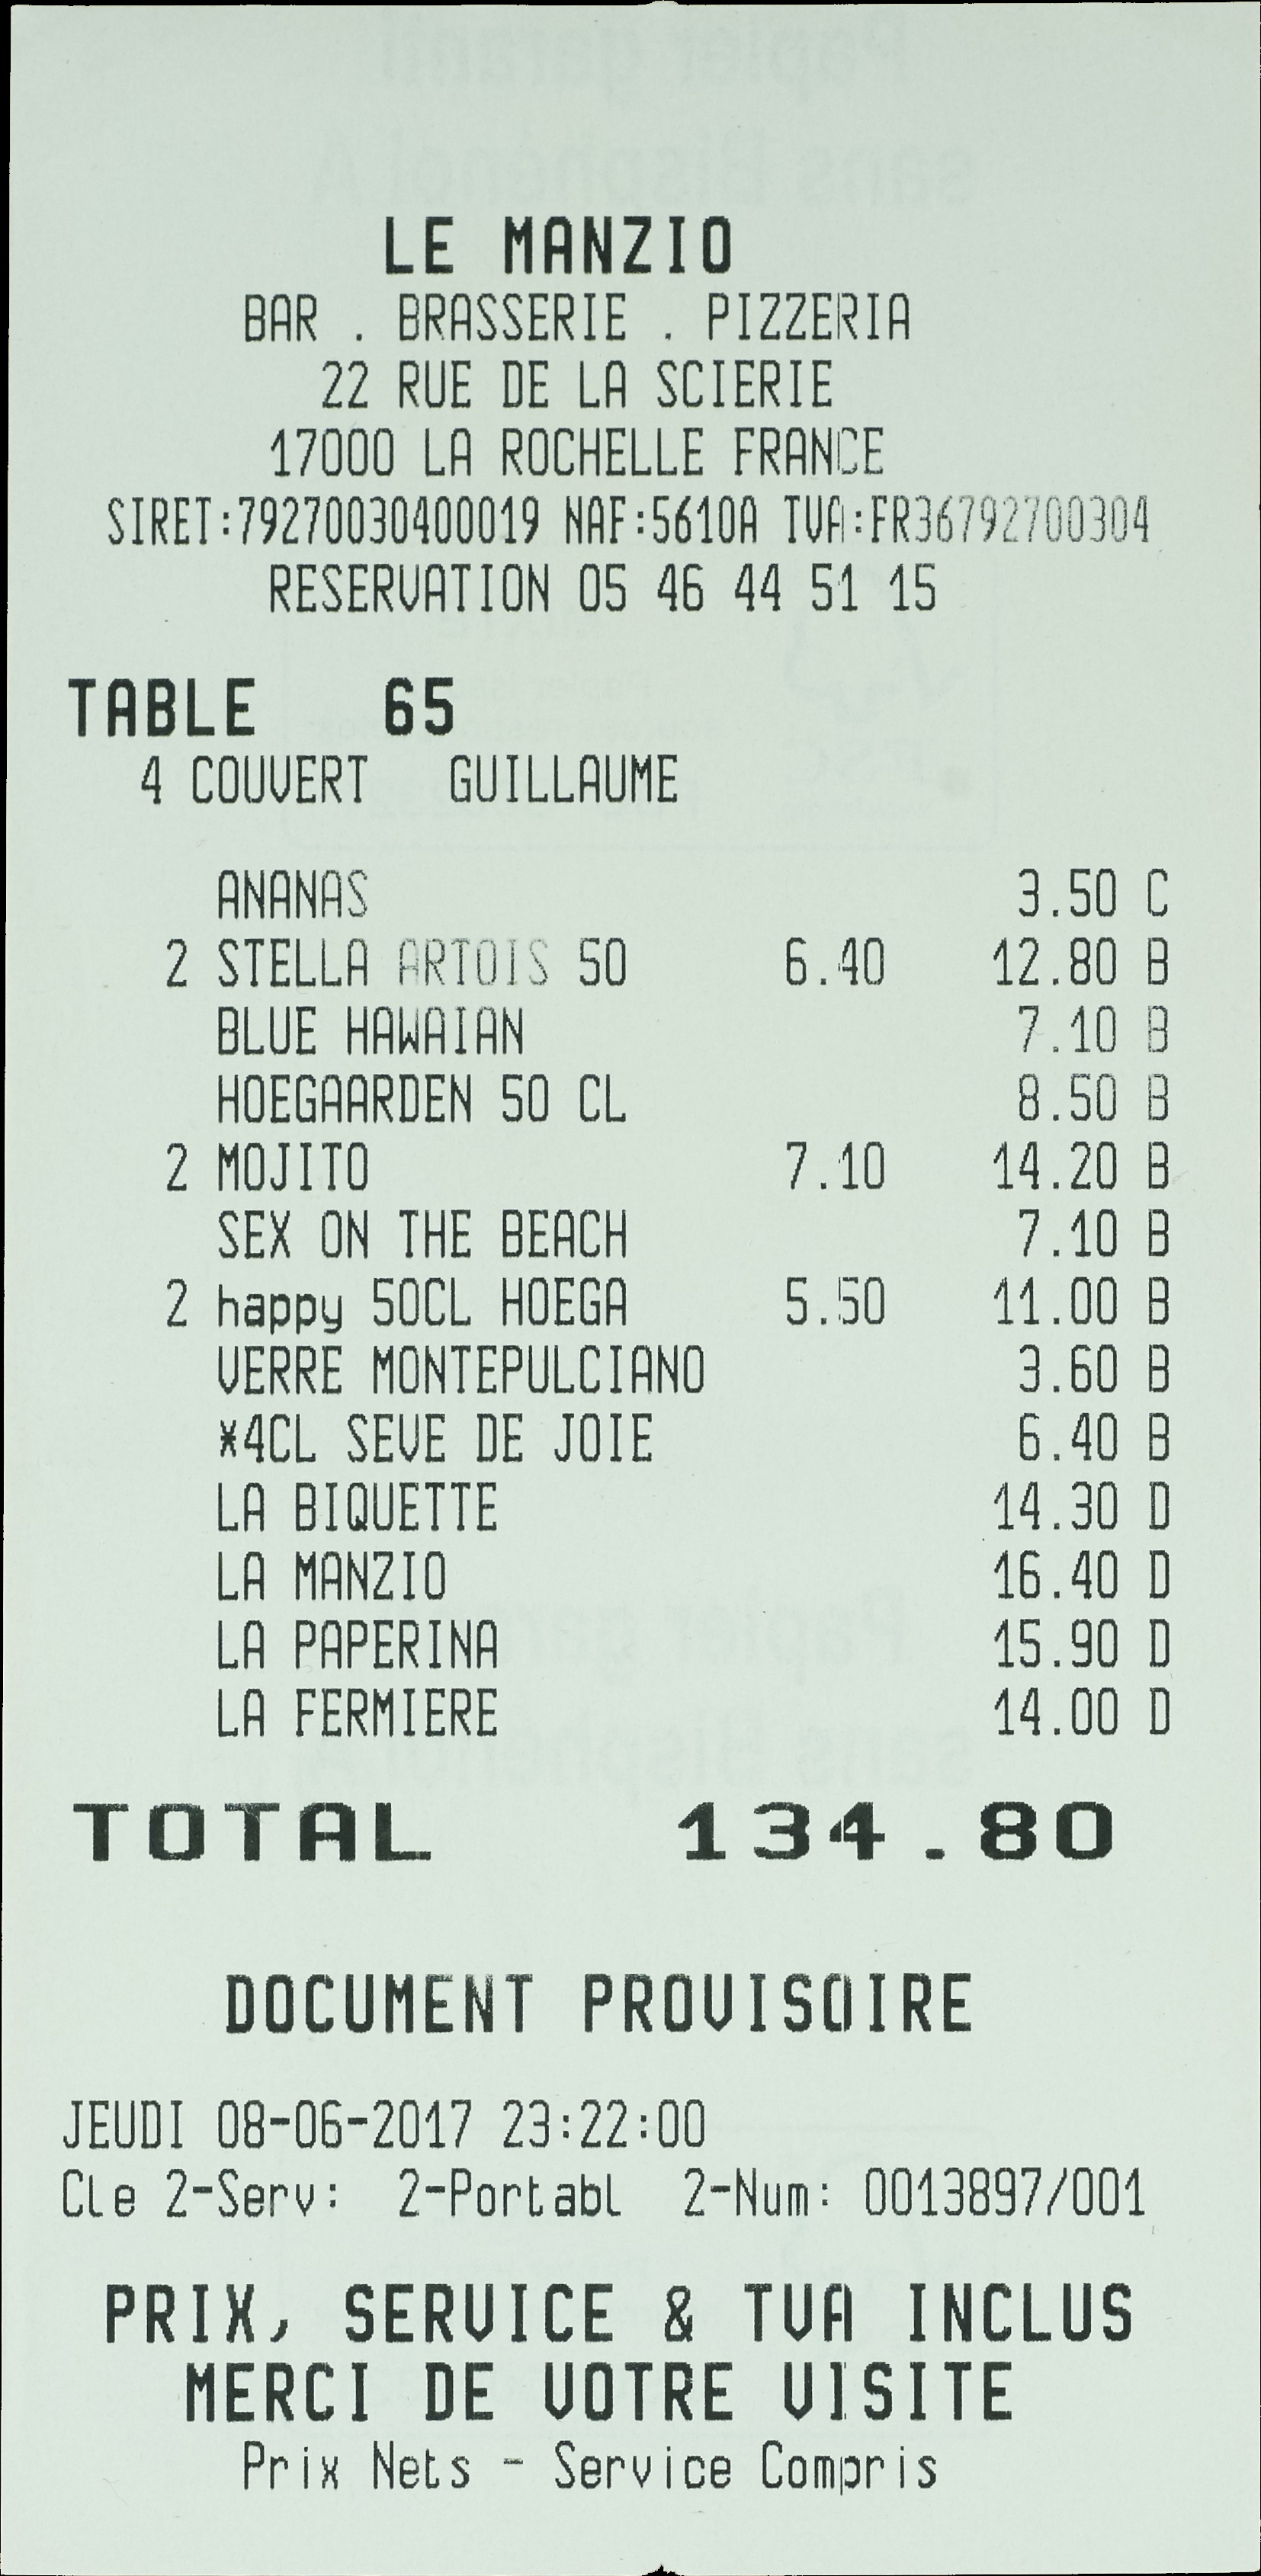 LE MANZIO
BAR . BRASSERIE . PIZZERIA
22 RUE DE LA SCIERIE
17000 LA ROCHELLE FRANCE
SIRET:79270030400019 NAF:5610A TVA:FR36792700304
RESERVATION 05 46 44 51 15
TABLE 65
4 COUVERT GUILLAUME
ANANAS 3.50 C
2 STELLA ARTOIS 50 6.40 12.80 B
BLUE HAWAIAN 7.10 B
HOEGAARDEN 50 CL 8.50 B
2 MOJITO 7.10 14.20 B
SEX ON THE BEACH 7.10 B
2 happy 50CL HOEGA 5.50 11.00 B
VERRE MONTEPULCIANO 3.60 B
*4CL SEVE DE JOIE 6.40 B
LA BIQUETTE 14.30 D
LA MANZIO 16.40 D
LA PAPERINA 15.90 D
LA FERMIERE 14.00 D
TOTAL 134.80
DOCUMENT PROVISOIRE
JEUDI 08-06-2017 23:22:00
Cle 2-Serv: 2-Portabl 2-Num: 0013897/001
PRIX, SERVICE & TVA INCLUS
MERCI DE VOTRE VISITE
Prix Nets - Service Compris